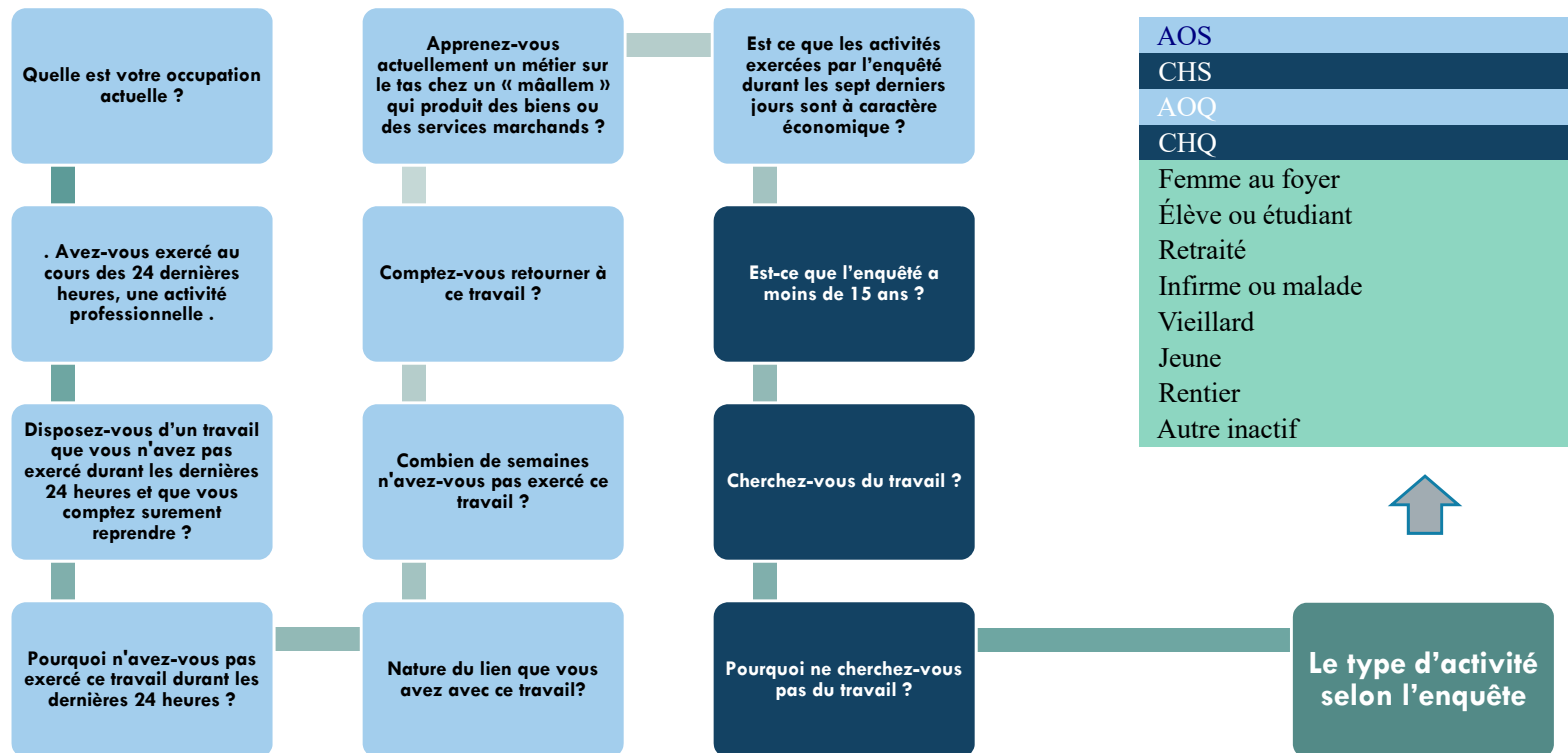 Quelle est votre occupation
actuelle ?
. Avez-vous exercé au
cours des 24 dernières
heures, une activité
professionnelle .
Disposez-vous d'un travail
que vous n'avez pas
exercé durant les dernières
24 heures et que vous
comptez surement
reprendre ?
Pourquoi n'avez-vous pas
exercé ce travail durant les
dernières 24 heures ?
Nature du lien que vous
avez avec ce travail?
Combien de semaines
n'avez-vous pas exercé ce
travail ?
Comptez-vous retourner à
ce travail ?
Apprenez-vous
actuellement un métier sur
le tas chez un « mâallem »
qui produit des biens ou
des services marchands ?
Est ce que les activités
exercées par l'enquêté
durant les sept derniers
jours sont à caractère
économique ?
Est-ce que l'enquêté a
moins de 15 ans ?
Cherchez-vous du travail ?
Pourquoi ne cherchez-vous
pas du travail ?
Le type d'activité
selon l'enquête
AOS
CHS
AOQ
CHQ
Femme au foyer
Élève ou étudiant
Retraité
Infirme ou malade
Vieillard
Jeune
Rentier
Autre inactif